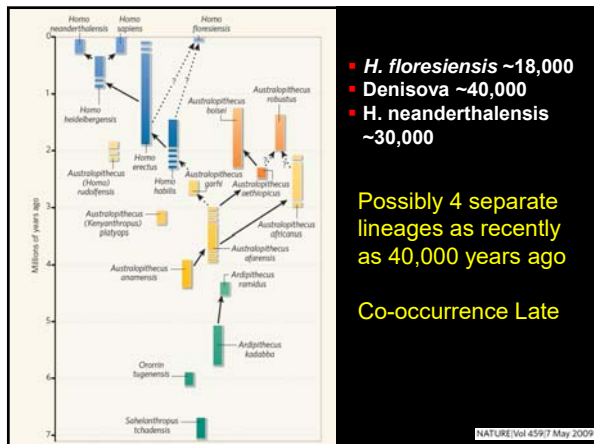 Homo
neanderthalensis
Homo
sapiens
Homo
floresiensis
0
1
2
3
4
5
6
7
Millions of years ago
?
?
Homo
heidelbergensis
Homo
erectus
Homo
habilis
Australopithecus
boisei
Australopithecus
robustus
Australopithecus
(Homo)
rudolfensis
Australopithecus
garhi
Australopithecus
aethiopicus
?
?
Australopithecus
(Kenyanthropus)
platyops
Australopithecus
africanus
Australopithecus
afarensis
Australopithecus
anamensis
Ardipithecus
ramidus
Ardipithecus
kadabba
Orrorin
tugenensis
Sahelanthropus
tchadensis
▪ H. floresiensis ~18,000
▪ Denisova ~40,000
▪ H. neanderthalensis
~30,000
Possibly 4 separate
lineages as recently
as 40,000 years ago
Co-occurrence Late
NATURE|Vol 459|7 May 2009